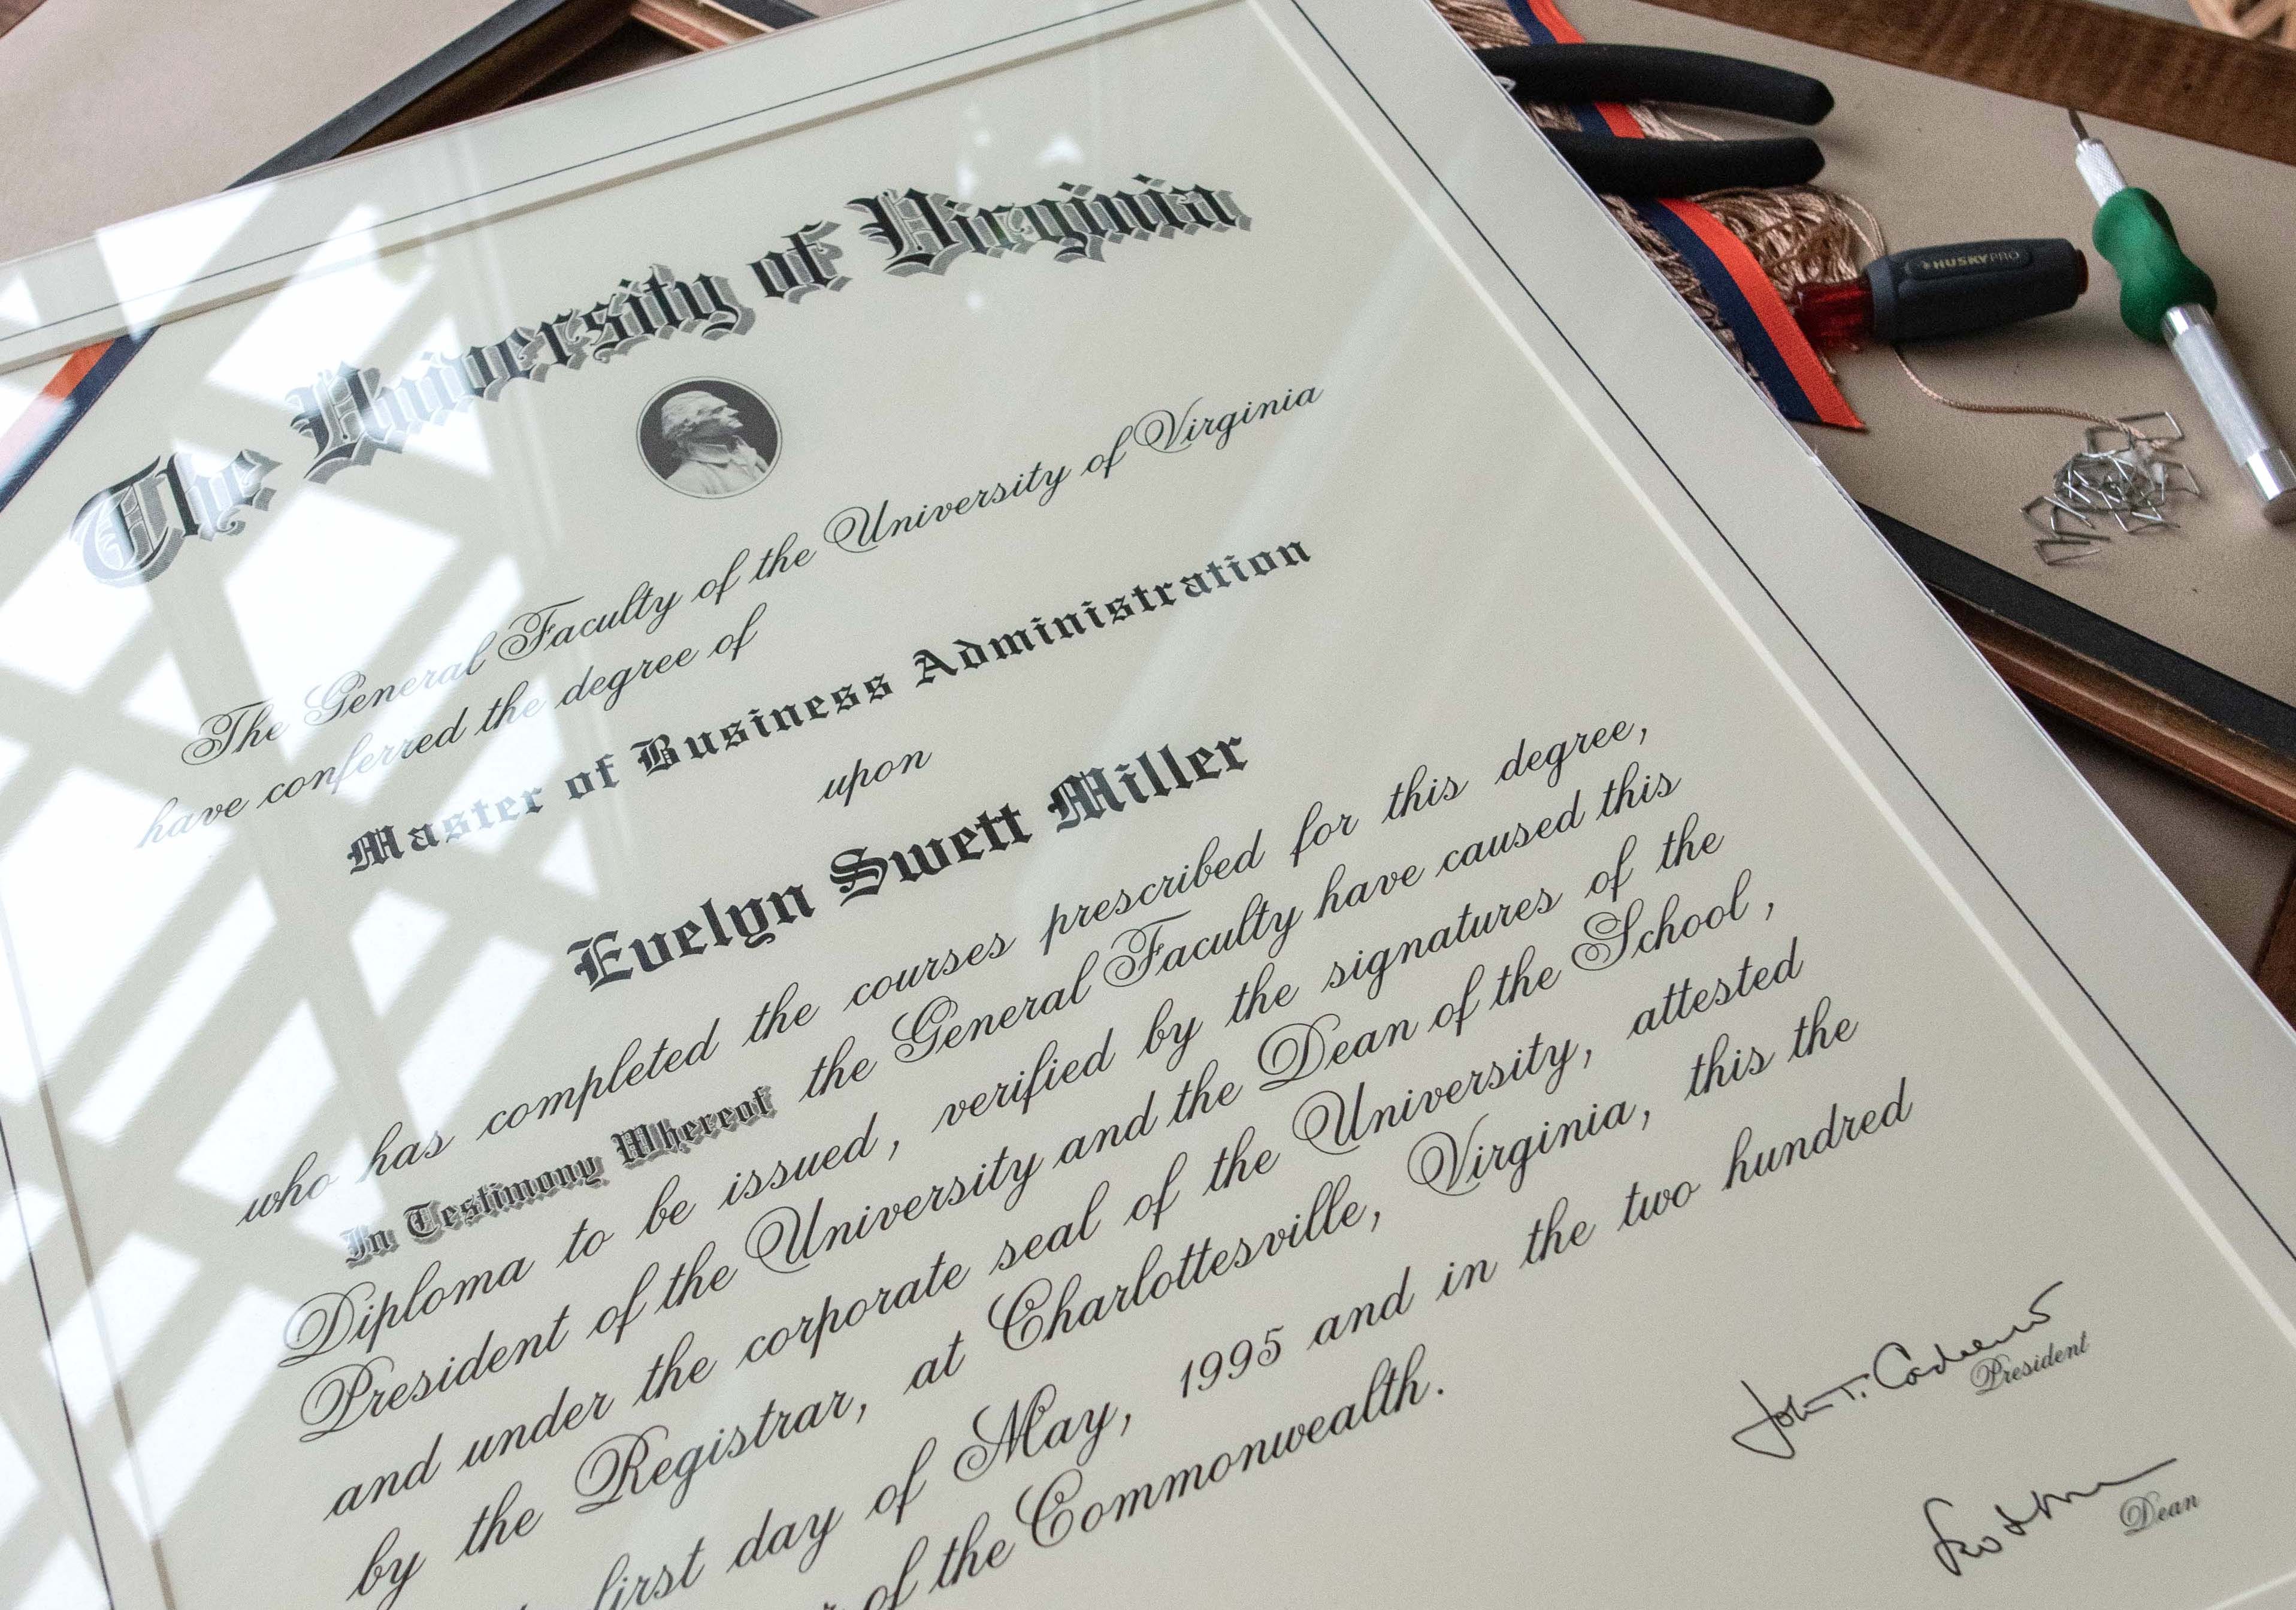 The University of Virginia
The General Faculty of the University of Virginia
have conferred the degree of
Master of Business Administration
upon
Evelyn Swett Miller
who has completed the courses prescribed for this degree,
In Testimony Whereof the General Faculty have caused this
Diploma to be issued, verified by the signatures of the
President of the University and the Dean of the School,
and under the corporate seal of the University, attested
by the Registrar, at Charlottesville, Virginia, this the
first day of May, 1995 and in the two hundred
of the Commonwealth.
John T. Casteen
President
Dean
HUSKY PRO